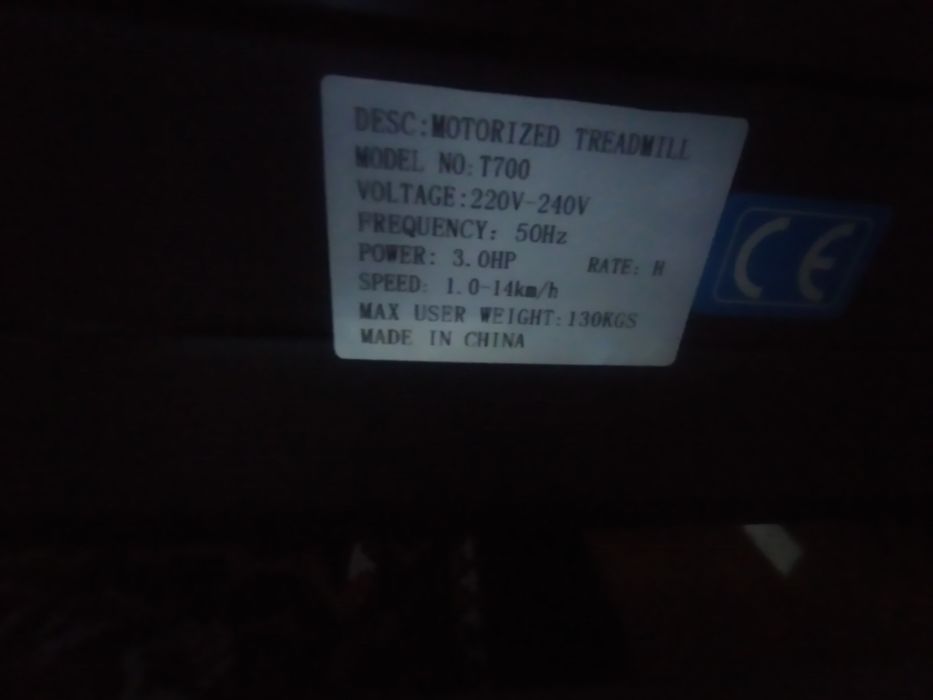 DESC:MOTORIZED TREADMILL
MODEL NO:T700
VOLTAGE:220V-240V
FREQUENCY: 50Hz
POWER: 3.0HP RATE: H
SPEED: 1.0-14km/h
MAX USER WEIGHT:130KGS
MADE IN CHINA
CE